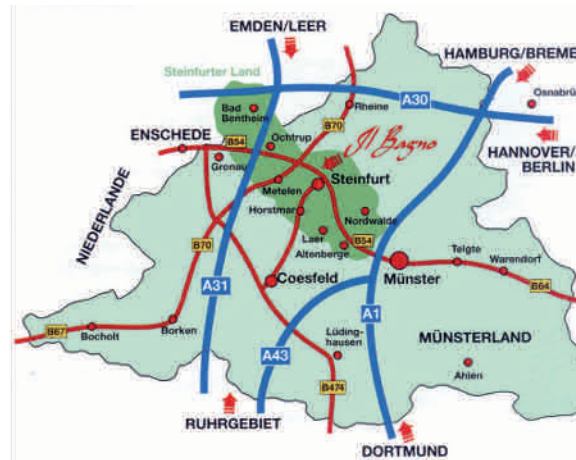 EMDEN/LEER
HAMBURG/BREME
Steinfurter Land
Osnabrü
Bad
Bentheim
Rheine
A30
B70
ENSCHEDE
B54
Ochtrup
Il Bagno
HANNOVER/
BERLIN
Gronau
Metelen
Steinfurt
NIEDERLANDE
Horstmar
Nordwalde
B70
Laer
B54
Altenberge
Telgte
Warendorf
A31
Coesfeld
Münster
B64
A1
B67
Bocholt
Borken
A43
Lüding-
hausen
MÜNSTERLAND
Ahlen
B474
RUHRGEBIET
DORTMUND